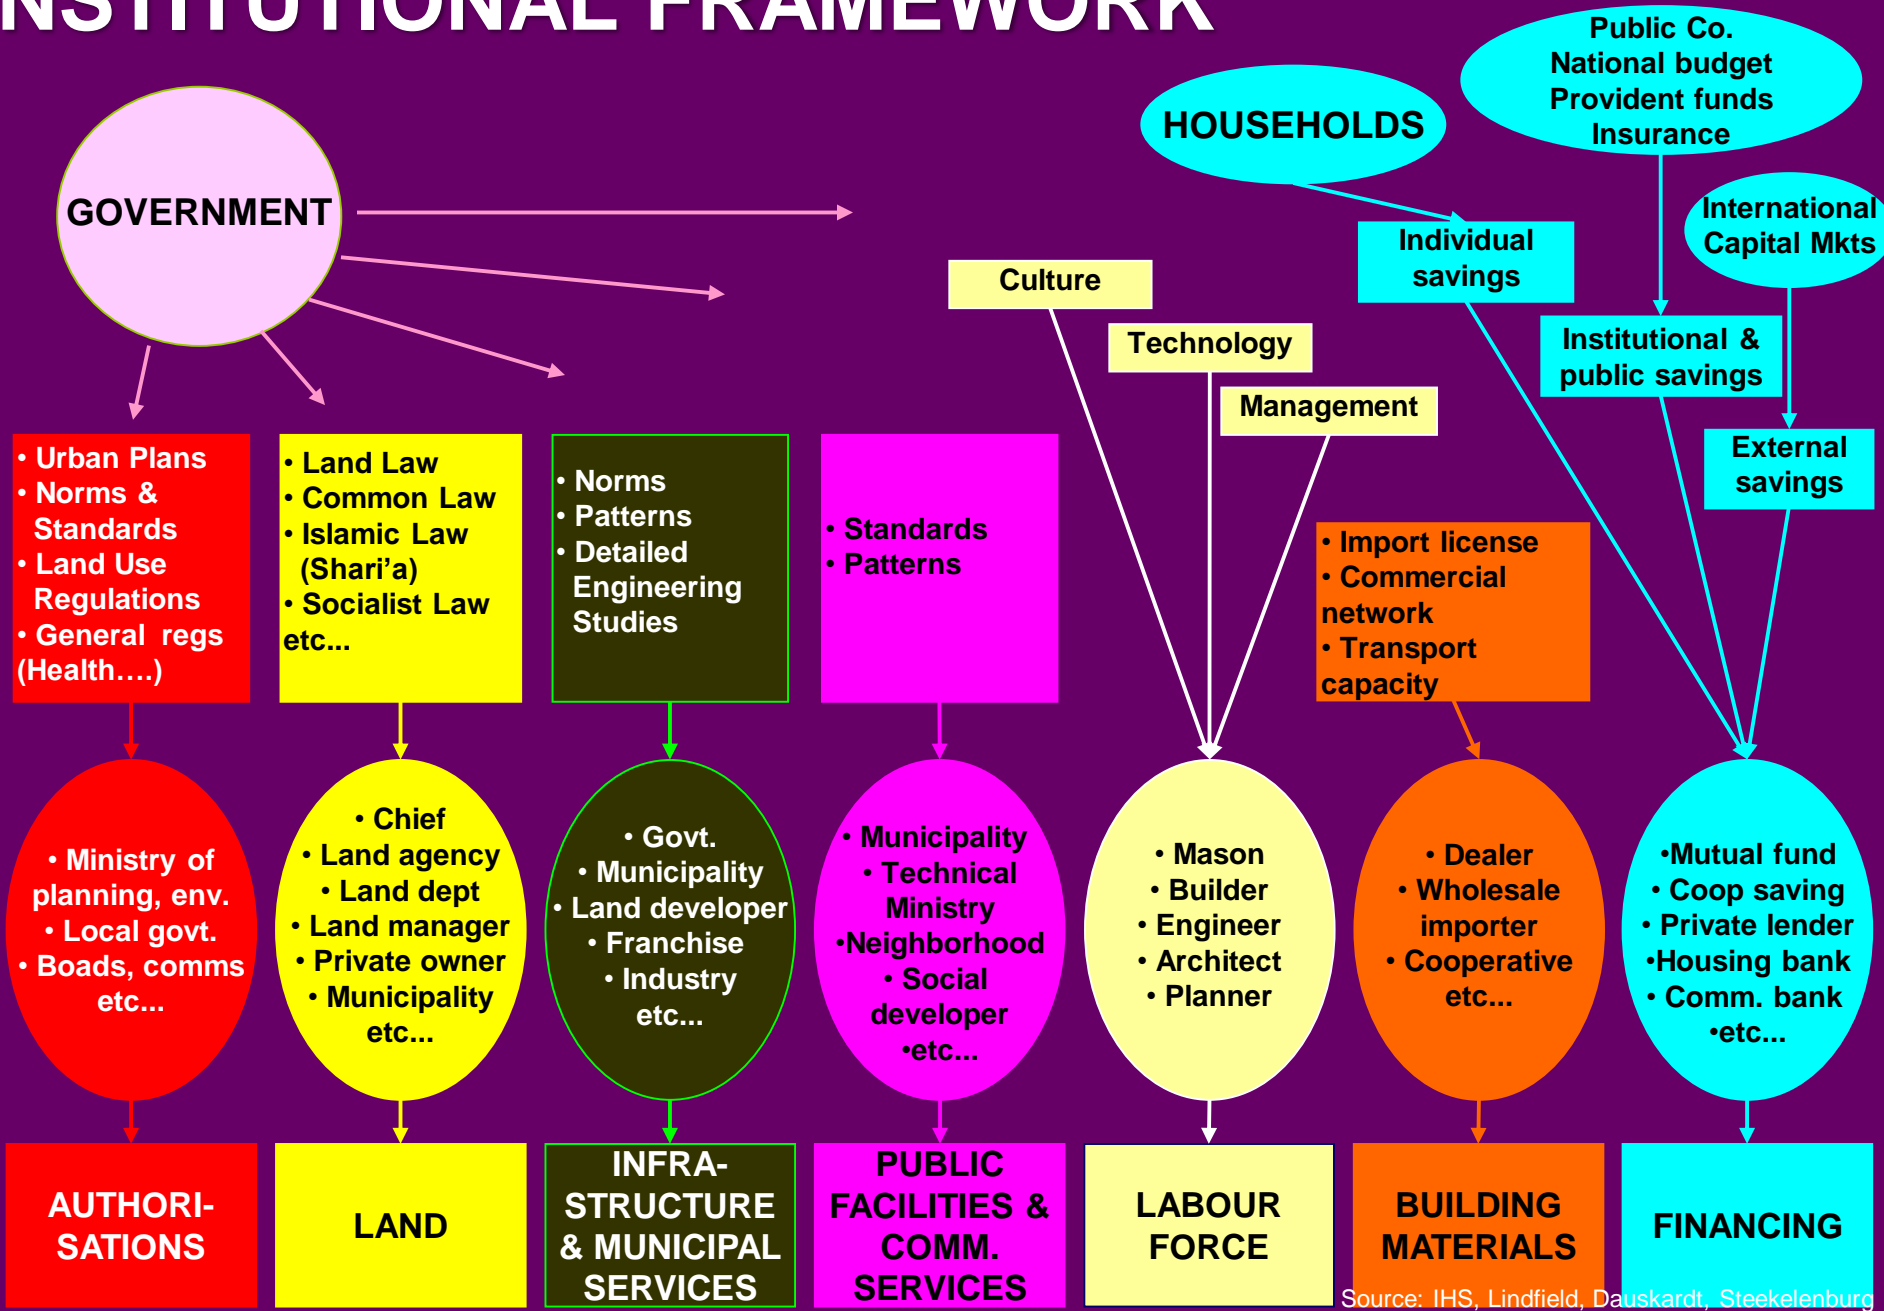 NSTITUTIONAL FRAMEWORK
GOVERNMENT
HOUSEHOLDS
Public Co.
National budget
Provident funds
Insurance
International
Capital Mkts
Individual
savings
Institutional &
public savings
External
savings
Culture
Technology
Management
• Urban Plans
• Norms &
Standards
• Land Use
Regulations
• General regs
(Health….)
• Land Law
• Common Law
• Islamic Law
(Shari’a)
• Socialist Law
etc...
• Norms
• Patterns
• Detailed
Engineering
Studies
• Standards
• Patterns
• Import license
• Commercial
network
• Transport
capacity
• Ministry of
planning, env.
• Local govt.
• Boads, comms
etc...
• Chief
• Land agency
• Land dept
• Land manager
• Private owner
• Municipality
etc...
• Govt.
• Municipality
• Land developer
• Franchise
• Industry
etc...
• Municipality
• Technical
Ministry
•Neighborhood
• Social
developer
•etc...
• Mason
• Builder
• Engineer
• Architect
• Planner
• Dealer
• Wholesale
importer
• Cooperative
etc...
•Mutual fund
• Coop saving
• Private lender
•Housing bank
• Comm. bank
•etc...
AUTHORI-
SATIONS
LAND
INFRA-
STRUCTURE
& MUNICIPAL
SERVICES
PUBLIC
FACILITIES &
COMM.
SERVICES
LABOUR
FORCE
BUILDING
MATERIALS
FINANCING
Source: IHS, Lindfield, Dauskardt, Steekelenburg